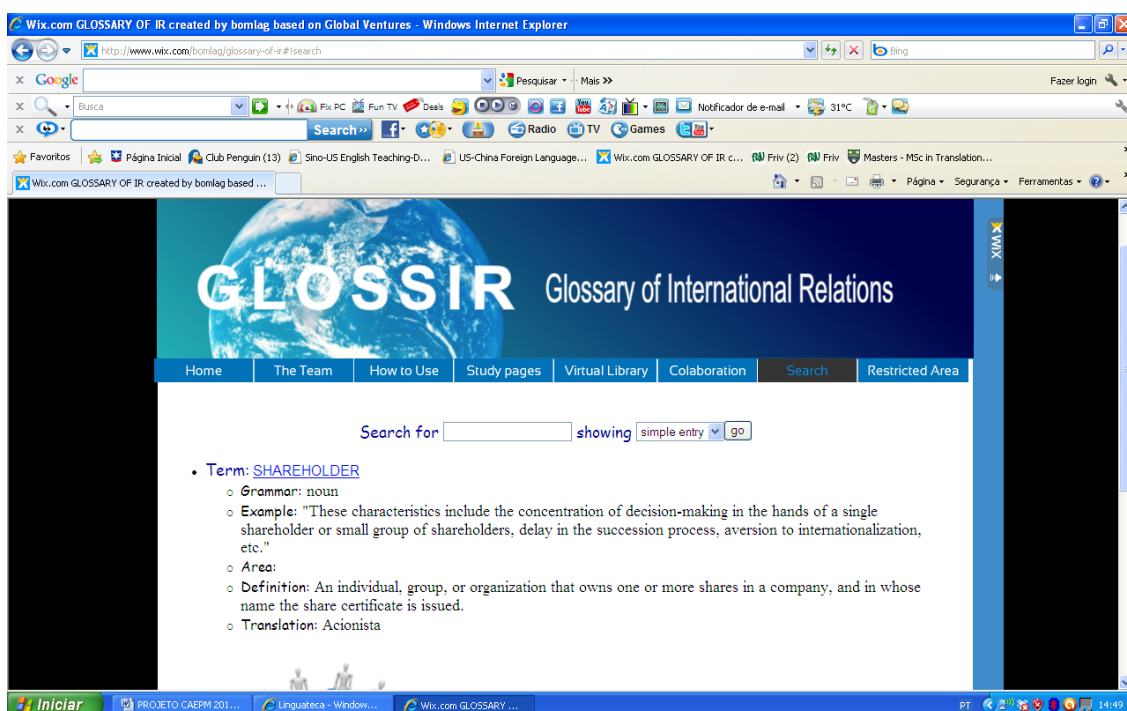 Wix.com GLOSSARY OF IR created by bomlag based on Global Ventures - Windows Internet Explorer
http://www.wix.com/bomlag/glossary-of-ir#!search
Bing
x Google
Pesquisar
Mais >>
Fazer login
x
Busca
Fix PC
Fun TV
Deals
Notificador de e-mail
31°C
x
Search >>
Radio
TV
Games
Favoritos
Página Inicial
Club Penguin (13)
Sino-US English Teaching-D...
US-China Foreign Language...
Wix.com GLOSSARY OF IR c...
Friv (2)
Friv
Masters - MSc in Translation...
Wix.com GLOSSARY OF IR created by bomlag based ...
Página
Segurança
Ferramentas
WIX
GLOSSIR Glossary of International Relations
Home The Team How to Use Study pages Virtual Library Colaboration Search Restricted Area
Search for showing simple entry go
• Term: SHAREHOLDER
○ Grammar: noun
○ Example: "These characteristics include the concentration of decision-making in the hands of a single
shareholder or small group of shareholders, delay in the succession process, aversion to internationalization,
etc."
○ Area:
○ Definition: An individual, group, or organization that owns one or more shares in a company, and in whose
name the share certificate is issued.
○ Translation: Acionista
Iniciar
PROJETO CAEPM 201...
Linguateca - Window...
Wix.com GLOSSARY ...
PT
14:49